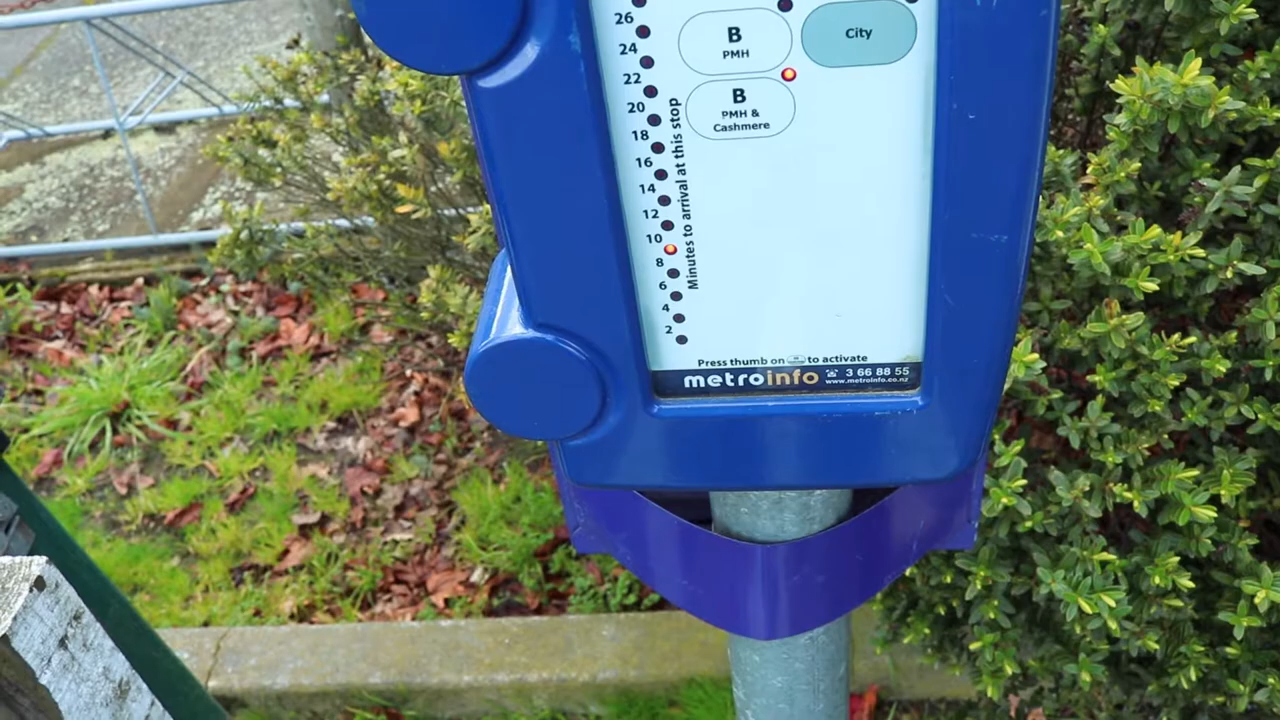 26
24
22
20
18
16
14
12
10
8
6
4
2
Minutes to arrival at this stop
B
PMH
City
B
PMH &
Cashmere
Press thumb on to activate
metroinfo 3 66 88 55
www.metroinfo.co.nz